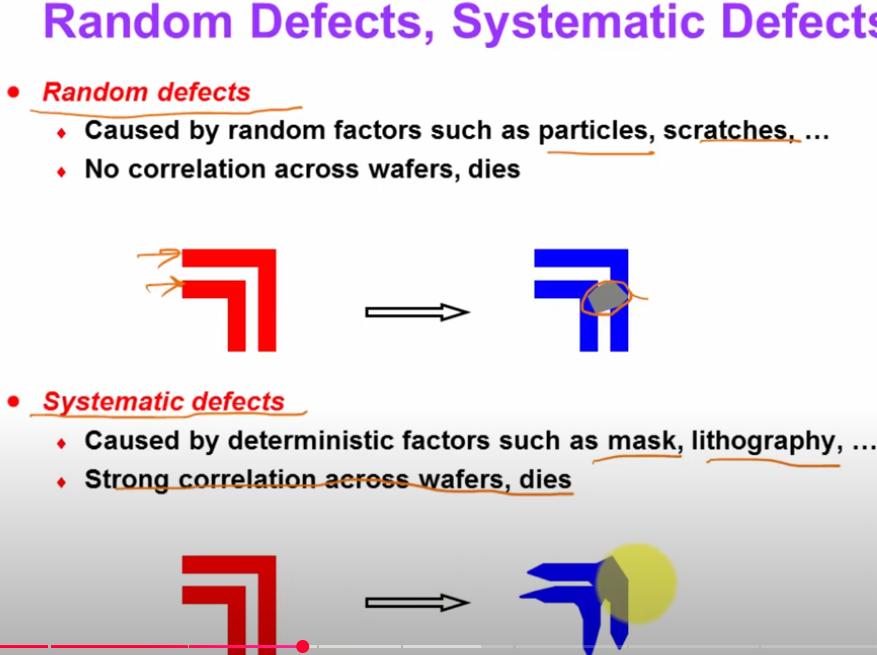 Random Defects, Systematic Defects
Random defects
Caused by random factors such as particles, scratches, ...
No correlation across wafers, dies
Systematic defects
Caused by deterministic factors such as mask, lithography, ...
Strong correlation across wafers, dies